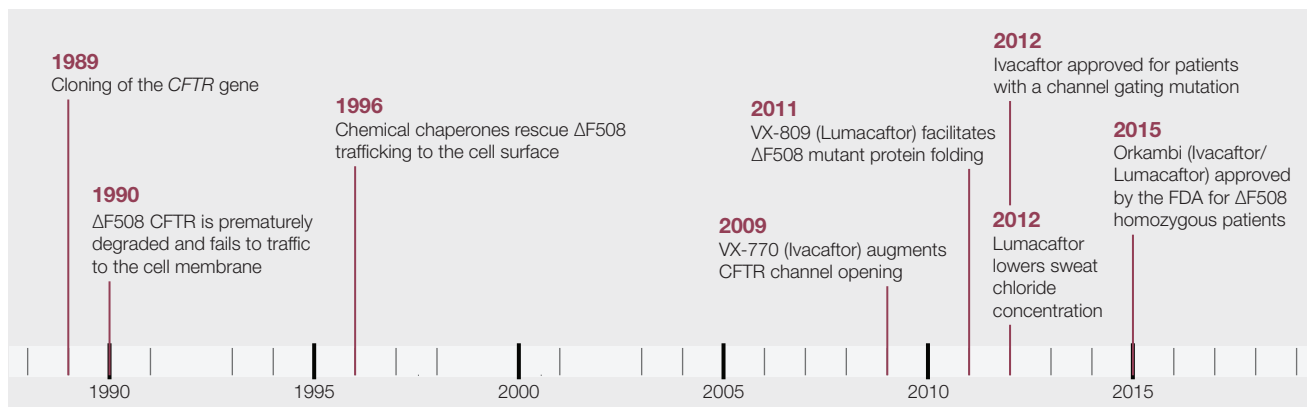 1989
Cloning of the CFTR gene
1990
ΔF508 CFTR is prematurely
degraded and fails to traffic
to the cell membrane
1996
Chemical chaperones rescue ΔF508
trafficking to the cell surface
2009
VX-770 (Ivacaftor) augments
CFTR channel opening
2011
VX-809 (Lumacaftor) facilitates
ΔF508 mutant protein folding
2012
Ivacaftor approved for patients
with a channel gating mutation
2012
Lumacaftor
lowers sweat
chloride
concentration
2015
Orkambi (Ivacaftor/
Lumacaftor) approved
by the FDA for ΔF508
homozygous patients
1990 1995 2000 2005 2010 2015